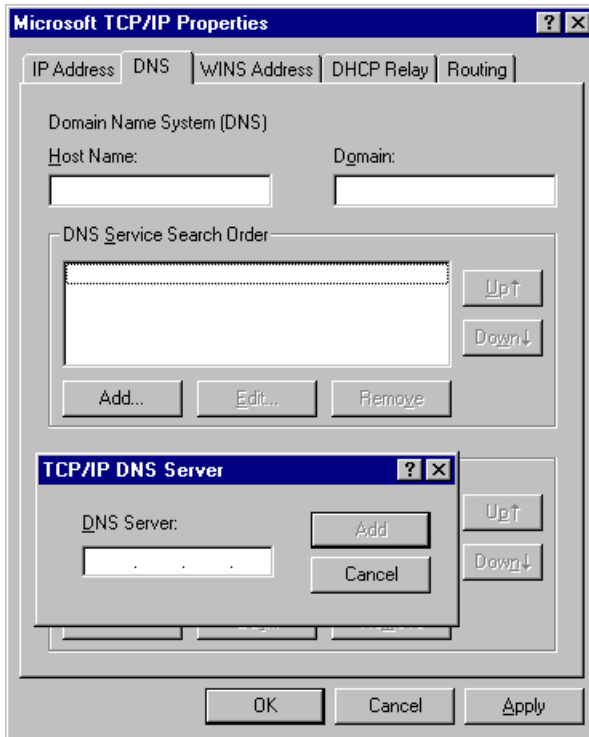 Microsoft TCP/IP Properties
IP Address DNS WINS Address DHCP Relay Routing
Domain Name System (DNS)
Host Name: Domain:
DNS Service Search Order
Up↑
Down↓
Add... Edit... Remove
TCP/IP DNS Server
DNS Server:
. . .
Add
Cancel
Up↑
Down↓
OK Cancel Apply